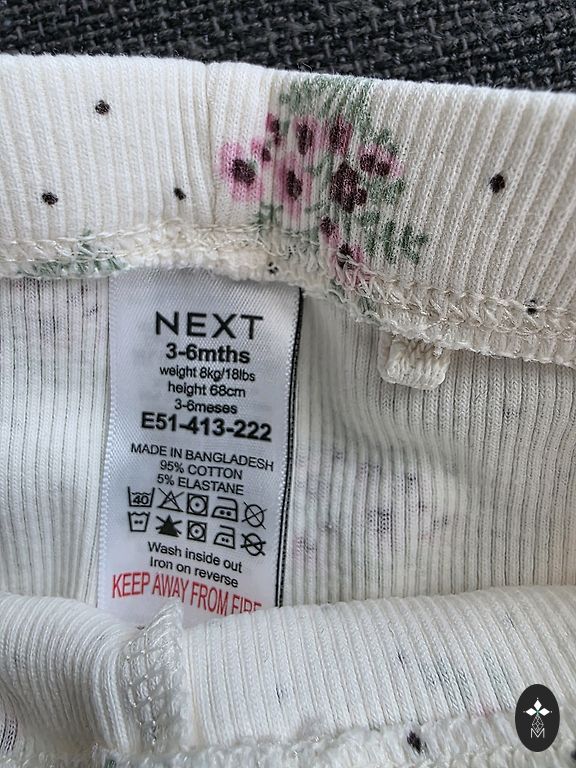 NEXT
3-6mths
weight 8kg/18lbs
height 68cm
3-6meses
E51-413-222
MADE IN BANGLADESH
95% COTTON
5% ELASTANE
40
Wash inside out
Iron on reverse
KEEP AWAY FROM FIRE
M